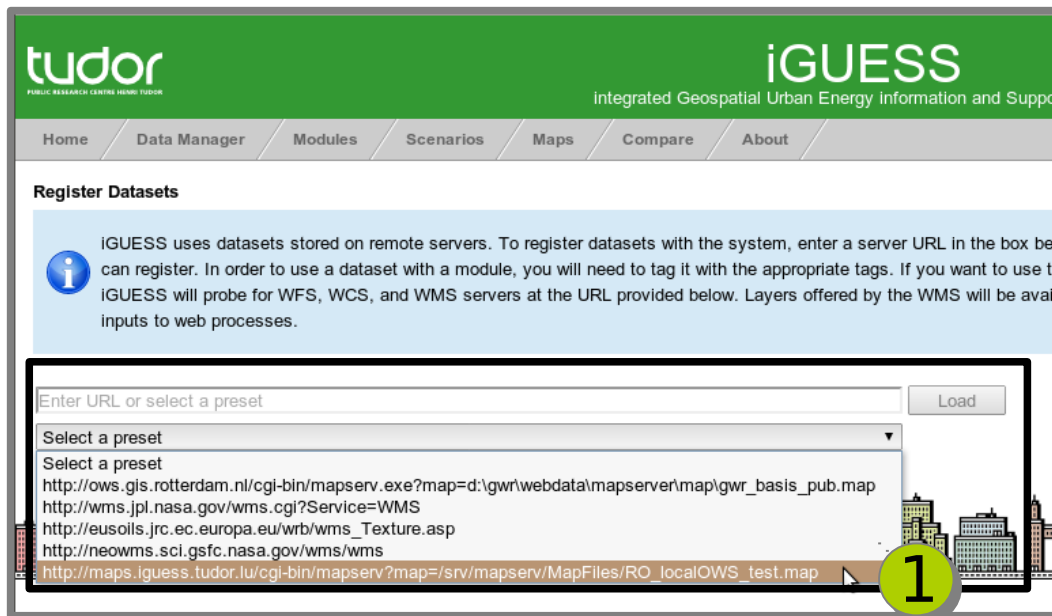 tudor
PUBLIC RESEARCH CENTRE HENRI TUDOR
iGUESS
integrated Geospatial Urban Energy information and Suppo
Home
Data Manager
Modules
Scenarios
Maps
Compare
About
Register Datasets
iGUESS uses datasets stored on remote servers. To register datasets with the system, enter a server URL in the box be
can register. In order to use a dataset with a module, you will need to tag it with the appropriate tags. If you want to use t
iGUESS will probe for WFS, WCS, and WMS servers at the URL provided below. Layers offered by the WMS will be avai
inputs to web processes.
Enter URL or select a preset
Load
Select a preset
Select a preset
http://ows.gis.rotterdam.nl/cgi-bin/mapserv.exe?map=d:\gwr\webdata\mapserver\map\gwr_basis_pub.map
http://wms.jpl.nasa.gov/wms.cgi?Service=WMS
http://eusoils.jrc.ec.europa.eu/wrb/wms_Texture.asp
http://neowms.sci.gsfc.nasa.gov/wms/wms
http://maps.iguess.tudor.lu/cgi-bin/mapserv?map=/srv/mapserv/MapFiles/RO_localOWS_test.map
1